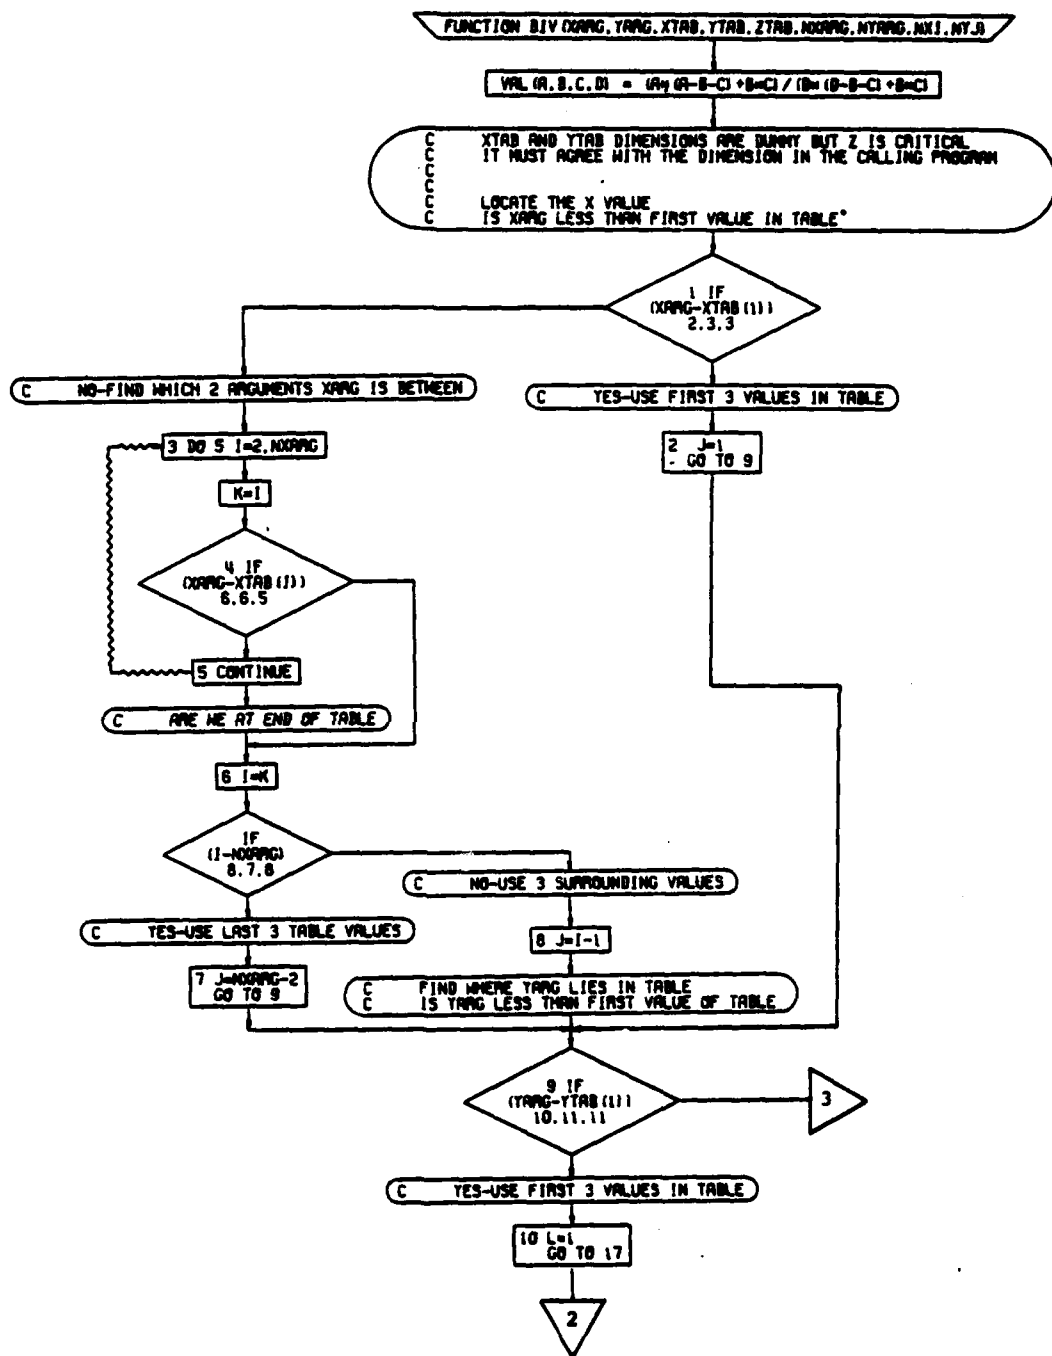 FUNCTION BIV(XARG,YARG,XTAB,YTAB,ZTAB,NXARG,NYARG,NXI,NYJ)
VAL(A,B,C,D) = (A*(A-B-C)+B*C)/(D*(D-B-C)+B*C)
C XTAB AND YTAB DIMENSIONS ARE DUMMY BUT Z IS CRITICAL
C IT MUST AGREE WITH THE DIMENSION IN THE CALLING PROGRAM
C
C
C LOCATE THE X VALUE
C IS XARG LESS THAN FIRST VALUE IN TABLE*
1 IF
(XARG-XTAB(1))
2,3,3
C NO-FIND WHICH 2 ARGUMENTS XARG IS BETWEEN
C YES-USE FIRST 3 VALUES IN TABLE
3 DO 5 I=2,NXARG
2 J=1
- GO TO 9
K=I
4 IF
(XARG-XTAB(I))
6,6,5
5 CONTINUE
C ARE WE AT END OF TABLE
6 I=K
IF
(I-NXARG)
8,7,8
C NO-USE 3 SURROUNDING VALUES
C YES-USE LAST 3 TABLE VALUES
8 J=I-1
7 J=NXARG-2
GO TO 9
C FIND WHERE YARG LIES IN TABLE
C IS YARG LESS THAN FIRST VALUE OF TABLE
9 IF
(YARG-YTAB(1))
10,11,11
3
C YES-USE FIRST 3 VALUES IN TABLE
10 L=1
GO TO 17
2